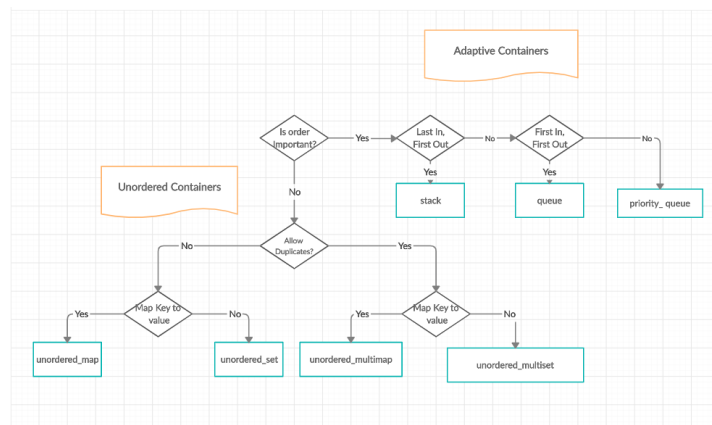 Adaptive Containers
Is order
Important?
Yes
Last In,
First Out
No
First In,
First Out
No
Yes
Yes
stack
queue
priority_ queue
Unordered Containers
No
Allow
Duplicates?
No
Yes
Map Key to
value
Yes
No
Map Key to
value
Yes
No
unordered_map
unordered_set
unordered_multimap
unordered_multiset